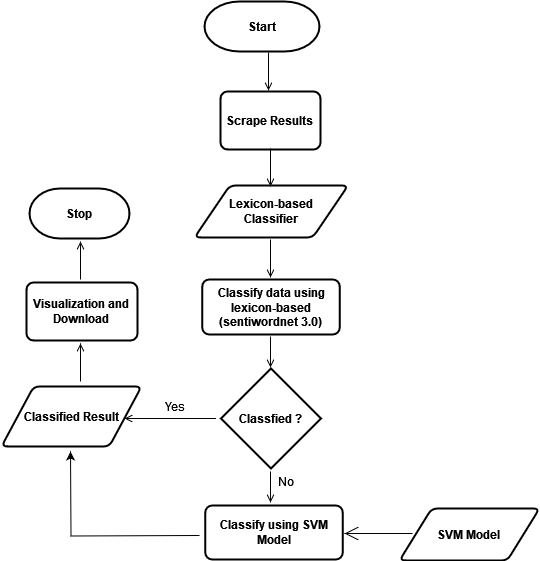 Start
Scrape Results
Lexicon-based
Classifier
Stop
Classify data using
lexicon-based
(sentiwordnet 3.0)
Visualization and
Download
Classified Result
Yes
Classfied ?
No
Classify using SVM
Model
SVM Model